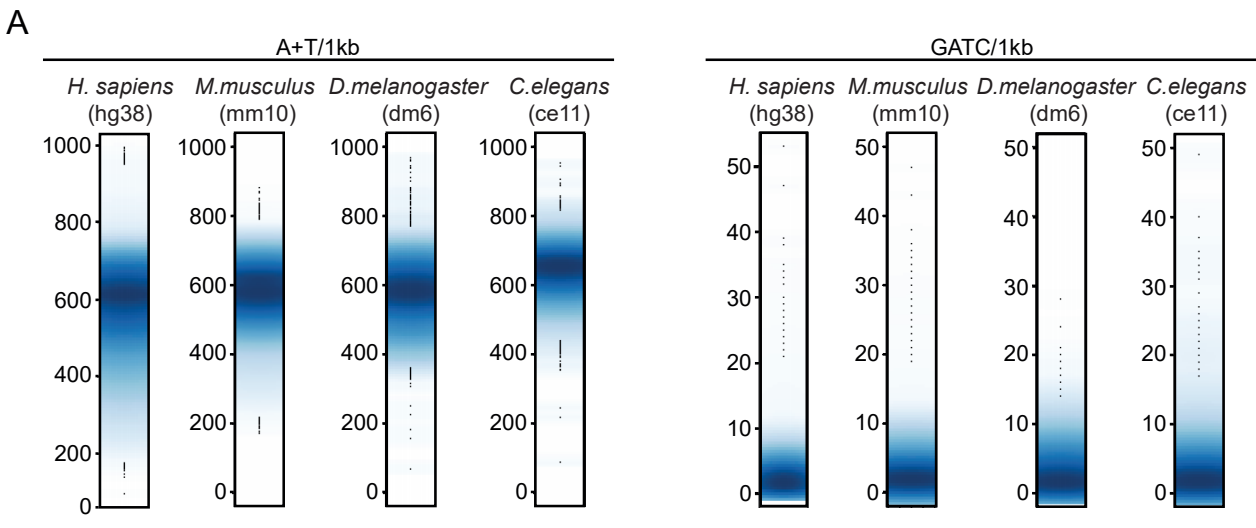 A
A+T/1kb
GATC/1kb
H. sapiens M.musculus D.melanogaster C.elegans
(hg38) (mm10) (dm6) (ce11)
H. sapiens M.musculus D.melanogaster C.elegans
(hg38) (mm10) (dm6) (ce11)
1000 1000 1000 1000
800 800 800 800
600 600 600 600
400 400 400 400
200 200 200 200
0 0 0 0
50 50 50 50
40 40 40 40
30 30 30 30
20 20 20 20
10 10 10 10
0 0 0 0